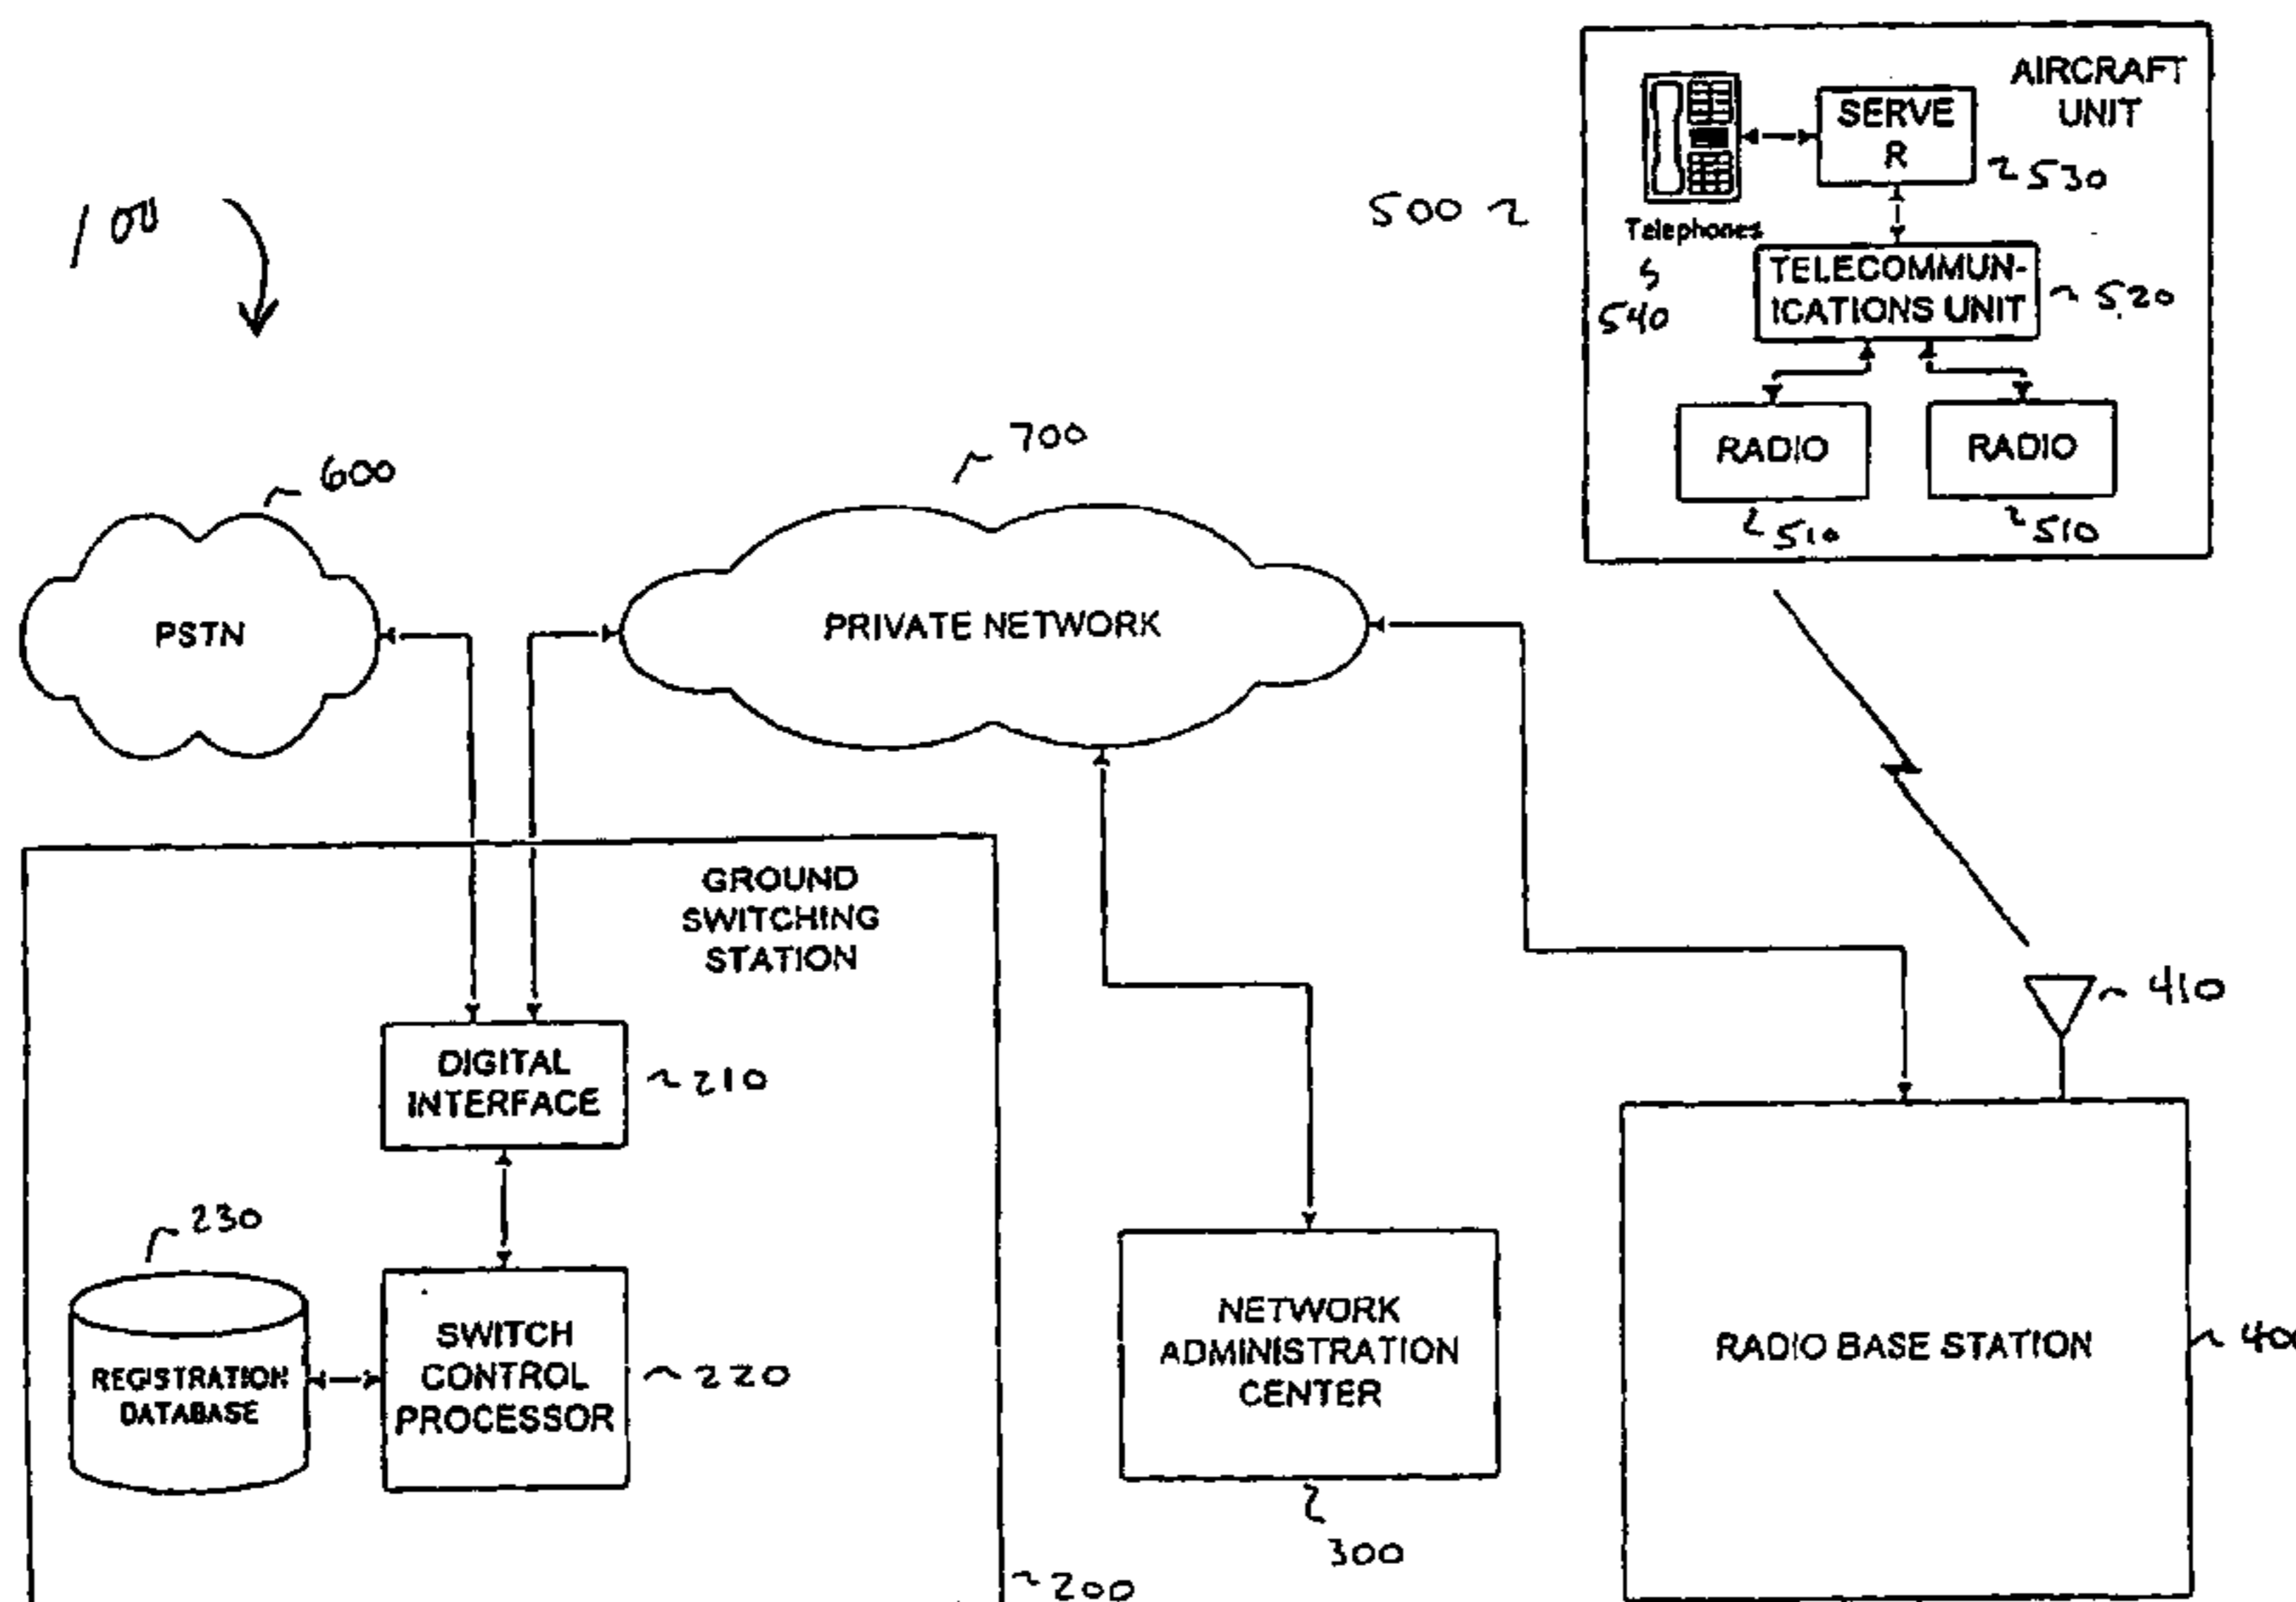 100
AIRCRAFT
UNIT
SERVE
R
530
500
Telephones
540
TELECOMMUN-
ICATIONS UNIT
520
RADIO
RADIO
510
510
600
700
PSTN
PRIVATE NETWORK
GROUND
SWITCHING
STATION
410
DIGITAL
INTERFACE
210
230
REGISTRATION
DATABASE
SWITCH
CONTROL
PROCESSOR
220
NETWORK
ADMINISTRATION
CENTER
300
RADIO BASE STATION
400
200